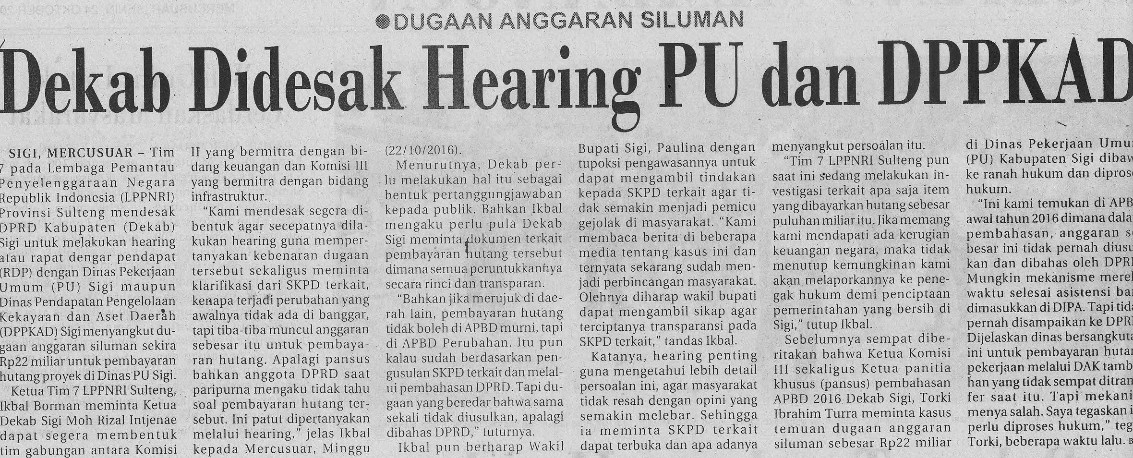 DUGAAN ANGGARAN SILUMAN
Dekab Didesak Hearing PU dan DPPKAD
SIGI, MERCUSUAR – Tim
7 pada Lembaga Pemantau
Penyelenggaraan Negara
Republik Indonesia (LPPNRI)
Provinsi Sulteng mendesak
DPRD Kabupaten (Dekab)
Sigi untuk melakukan hearing
atau rapat dengar pendapat
(RDP) dengan Dinas Pekerjaan
Umum (PU) Sigi maupun
Dinas Pendapatan Pengelolaan
Kekayaan dan Aset Daerah
(DPPKAD) Sigi menyangkut du-
gaan anggaran siluman sekira
Rp22 miliar untuk pembayaran
hutang proyek di Dinas PU Sigi.
Ketua Tim 7 LPPNRI Sulteng,
Ikbal Borman meminta Ketua
Dekab Sigi Moh Rizal Intjenae
dapat segera membentuk
tim gabungan antara Komisi
II yang bermitra dengan bi-
dang keuangan dan Komisi III
yang bermitra dengan bidang
infrastruktur.
"Kami mendesak segera di-
bentuk agar secepatnya dila-
kukan hearing guna memper-
tanyakan kebenaran dugaan
tersebut sekaligus meminta
klarifikasi dari SKPD terkait,
kenapa terjadi perubahan yang
awalnya tidak ada di banggar,
tapi tiba-tiba muncul anggaran
sebesar itu untuk pembaya-
ran hutang. Apalagi pansus
bahkan anggota DPRD saat
paripurna mengaku tidak tahu
soal pembayaran hutang ter-
sebut. Ini patut dipertanyakan
melalui hearing," jelas Ikbal
kepada Mercusuar, Minggu
(22/10/2016).
Menurutnya, Dekab per-
lu melakukan hal itu sebagai
bentuk pertanggungjawaban
kepada publik. Bahkan Ikbal
mengaku perlu pula Dekab
Sigi meminta dokumen terkait
pembayaran hutang tersebut
dimana semua peruntukkannya
secara rinci dan transparan.
"Bahkan jika merujuk di dae-
rah lain, pembayaran hutang
tidak boleh di APBD murni, tapi
di APBD Perubahan. Itu pun
kalau sudah berdasarkan pen-
gusulan SKPD terkait dan melal-
ui pembahasan DPRD. Tapi du-
gaan yang beredar bahwa sama
sekali tidak diusulkan, apalagi
dibahas DPRD," tuturnya.
Ikbal pun berharap Wakil
Bupati Sigi, Paulina dengan
tupoksi pengawasannya untuk
dapat mengambil tindakan
kepada SKPD terkait agar ti-
dak semakin menjadi pemicu
gejolak di masyarakat. "Kami
membaca berita di beberapa
media tentang kasus ini dan
ternyata sekarang sudah men-
jadi perbincangan masyarakat.
Olehnya diharap wakil bupati
dapat mengambil sikap agar
terciptanya transparansi pada
SKPD terkait," tandas Ikbal.
Katanya, hearing penting
guna mengetahui lebih detail
persoalan ini, agar masyarakat
tidak resah dengan opini yang
semakin melebar. Sehingga
ia meminta SKPD terkait
dapat terbuka dan apa adanya
menyangkut persoalan itu.
"Tim 7 LPPNRI Sulteng pun
saat ini sedang melakukan in-
vestigasi terkait apa saja item
yang dibayarkan hutang sebesar
puluhan miliar itu. Jika memang
kami mendapati ada kerugian
keuangan negara, maka tidak
menutup kemungkinan kami
akan melaporkannya ke pene-
gak hukum demi penciptaan
pemerintahan yang bersih di
Sigi," tutup Ikbal.
Sebelumnya sempat dibe-
ritakan bahwa Ketua Komisi
III sekaligus Ketua panitia
khusus (pansus) pembahasan
APBD 2016 Dekab Sigi, Torki
Ibrahim Turra meminta kasus
temuan dugaan anggaran
siluman sebesar Rp22 miliar
di Dinas Pekerjaan Umu
(PU) Kabupaten Sigi dibaw
ke ranah hukum dan diprose
hukum.
"Ini kami temukan di APB
awal tahun 2016 dimana dala
pembahasan, anggaran se
besar ini tidak pernah diusu
kan dan dibahas oleh DPRD
Mungkin mekanisme merek
waktu selesai asistensi ba
dimasukkan di DIPA. Tapi tida
pernah disampaikan ke DPR
Dijelaskan dinas bersangkuta
ini untuk pembayaran hutan
pekerjaan melalui DAK tamb
han yang tidak sempat ditran
fer saat itu. Tapi mekani
menya salah. Saya tegaskan i
perlu diproses hukum," teg
Torki, beberapa waktu lalu.